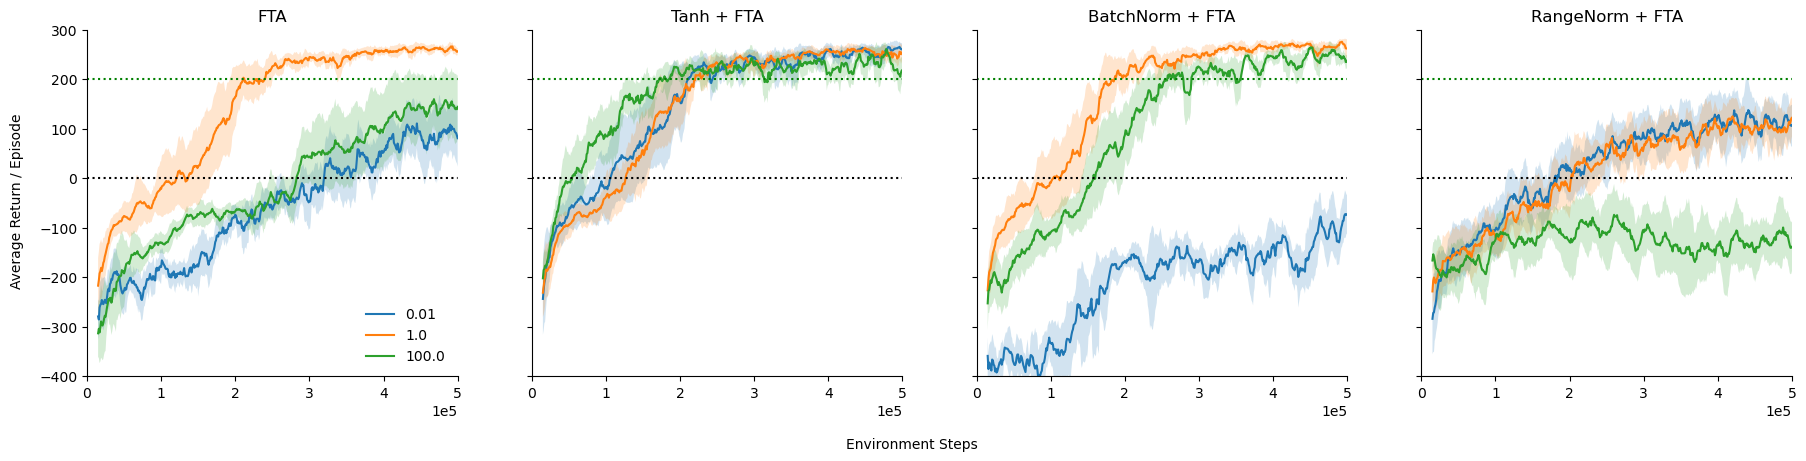 FTA
Tanh + FTA
BatchNorm + FTA
RangeNorm + FTA
Average Return / Episode
300
200
100
0
−100
−200
−300
−400
0.01
1.0
100.0
0 1 2 3 4 5
1e5
0 1 2 3 4 5
1e5
0 1 2 3 4 5
1e5
0 1 2 3 4 5
1e5
Environment Steps